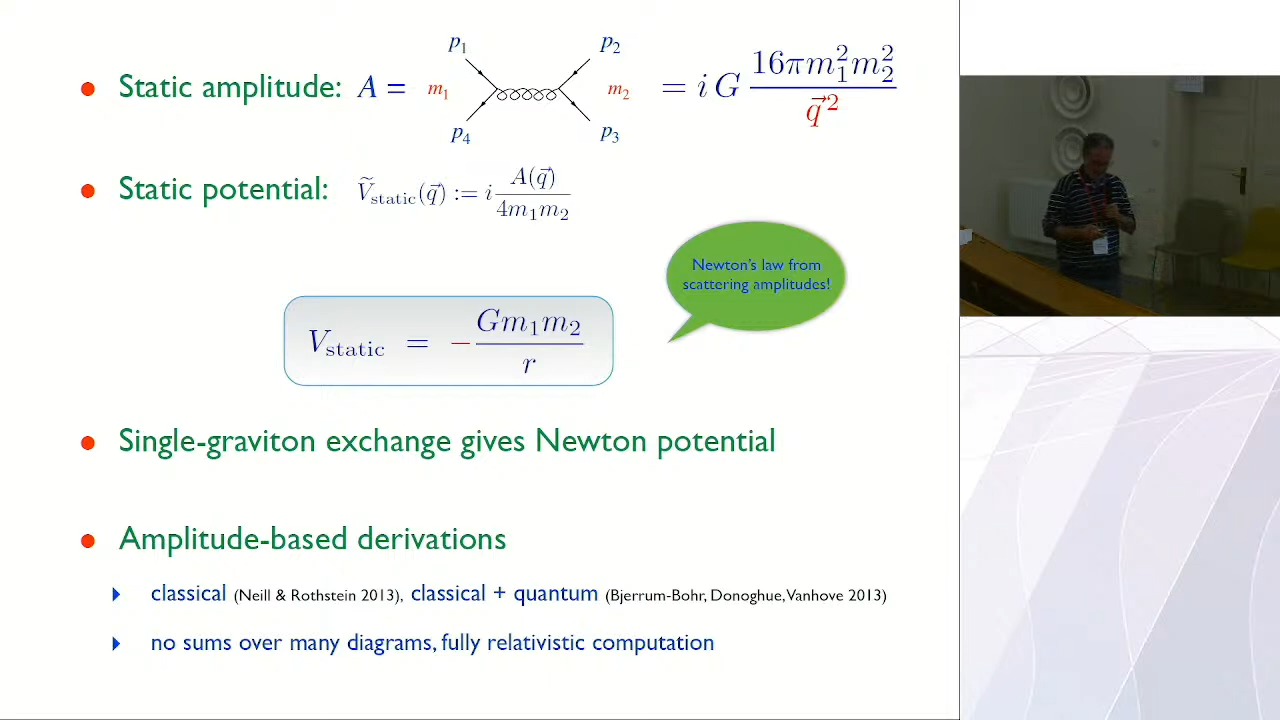 • Static amplitude: A = p₁ p₂ m₁ m₂ p₄ p₃ = i G 16πm₁²m₂² / q⃗ ²
• Static potential: Ṽ_static(q⃗) := i A(q⃗) / 4m₁m₂
Newton's law from
scattering amplitudes!
V_static = − Gm₁m₂ / r
• Single-graviton exchange gives Newton potential
• Amplitude-based derivations
‣ classical (Neill & Rothstein 2013), classical + quantum (Bjerrum-Bohr, Donoghue, Vanhove 2013)
‣ no sums over many diagrams, fully relativistic computation